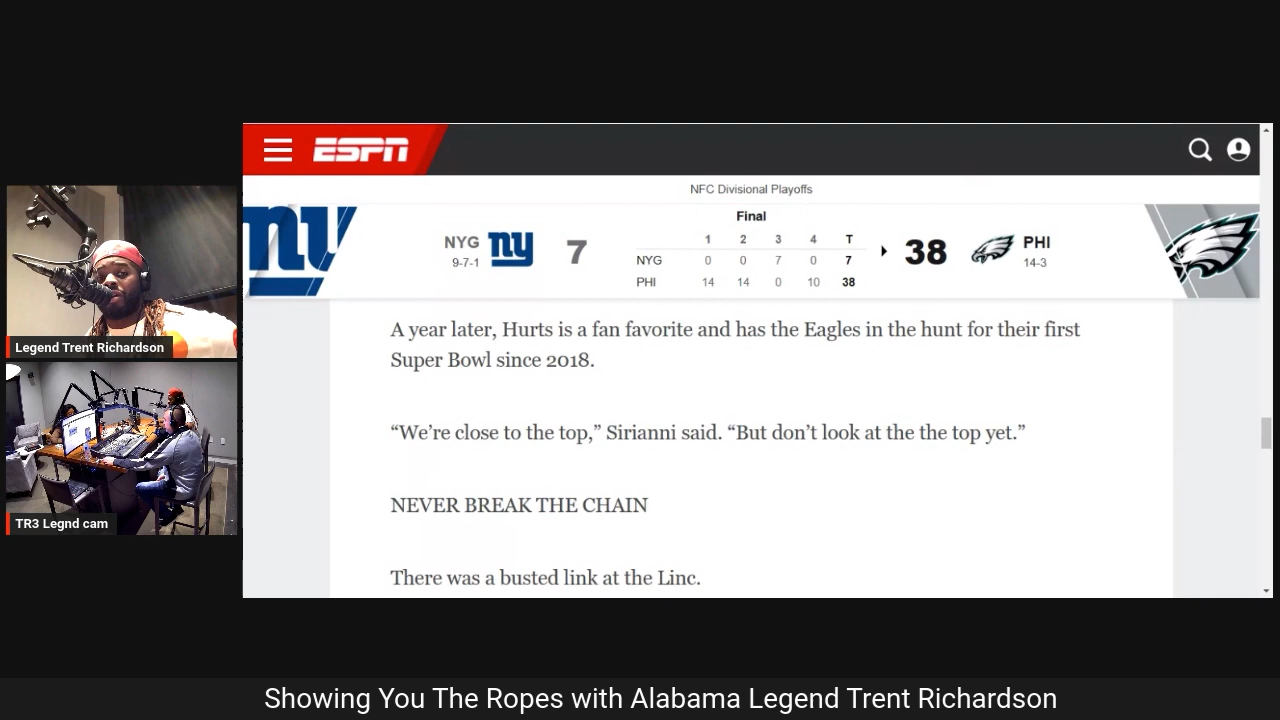 ESPN
NFC Divisional Playoffs
ny
NYG
9-7-1
ny
7
Final
1 2 3 4 T
NYG 0 0 7 0 7
PHI 14 14 0 10 38
38
PHI
14-3
A year later, Hurts is a fan favorite and has the Eagles in the hunt for their first
Super Bowl since 2018.
“We’re close to the top,” Sirianni said. “But don’t look at the the top yet.”
NEVER BREAK THE CHAIN
There was a busted link at the Linc.
Legend Trent Richardson
TR3 Legnd cam
Showing You The Ropes with Alabama Legend Trent Richardson